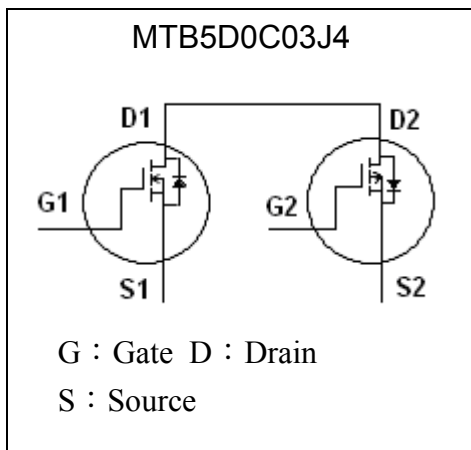 MTB5D0C03J4
D1 D2
G1 G2
S1 S2
G：Gate D：Drain
S：Source